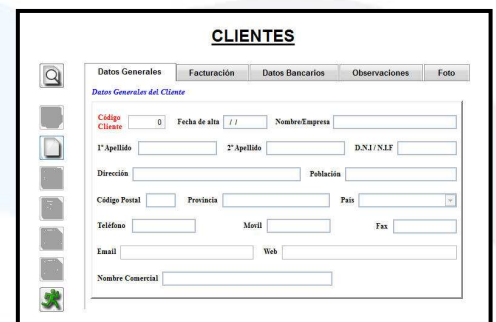 CLIENTES
Datos Generales Facturación Datos Bancarios Observaciones Foto
Datos Generales del Cliente
Código Cliente 0 Fecha de alta / / Nombre/Empresa
1º Apellido 2º Apellido D.N.I / N.I.F
Dirección Población
Código Postal Provincia País
Teléfono Movil Fax
Email Web
Nombre Comercial